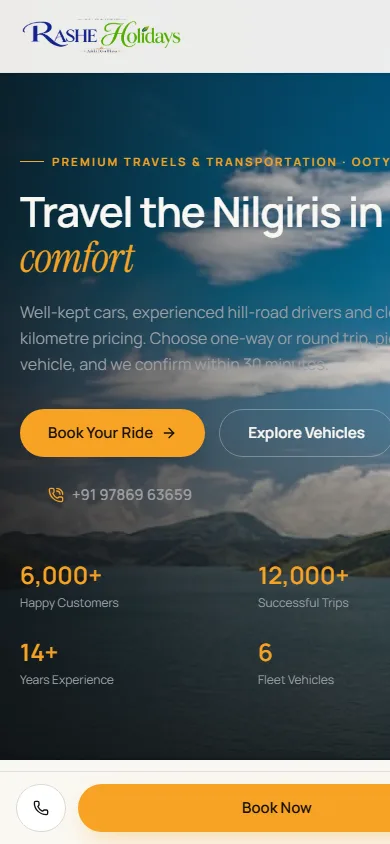 RASHE Holidays
PREMIUM TRAVELS & TRANSPORTATION · OOTY
Travel the Nilgiris in
comfort
Well-kept cars, experienced hill-road drivers and
kilometre pricing. Choose one-way or round trip,
vehicle, and we confirm within 30 minutes.
Book Your Ride →
Explore Vehicles
+91 97869 63659
6,000+
12,000+
Happy Customers
Successful Trips
14+
6
Years Experience
Fleet Vehicles
Book Now